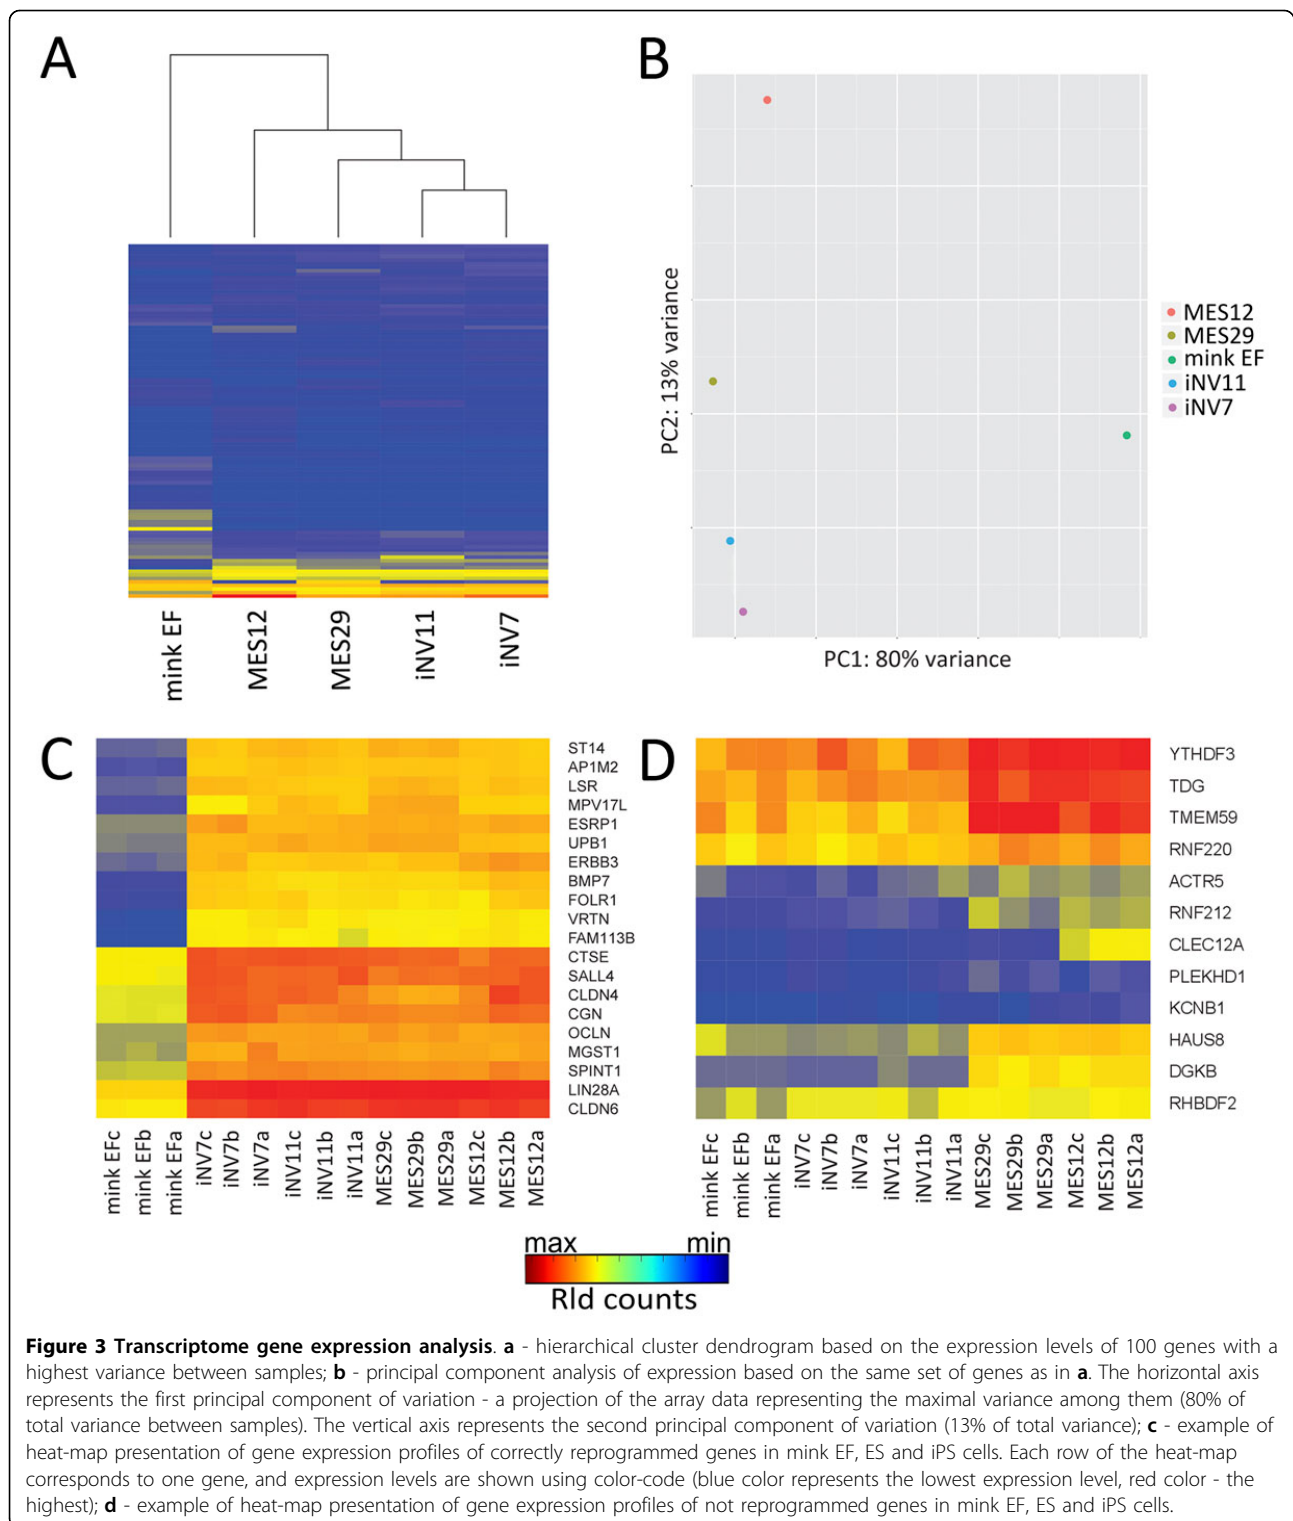 A
mink EF
MES12
MES29
iNV11
iNV7
B
PC2: 13% variance
PC1: 80% variance
MES12
MES29
mink EF
iNV11
iNV7
C
ST14
AP1M2
LSR
MPV17L
ESRP1
UPB1
ERBB3
BMP7
FOLR1
VRTN
FAM113B
CTSE
SALL4
CLDN4
CGN
OCLN
MGST1
SPINT1
LIN28A
CLDN6
mink EFc
mink EFb
mink EFa
iNV7c
iNV7b
iNV7a
iNV11c
iNV11b
iNV11a
MES29c
MES29b
MES29a
MES12c
MES12b
MES12a
D
YTHDF3
TDG
TMEM59
RNF220
ACTR5
RNF212
CLEC12A
PLEKHD1
KCNB1
HAUS8
DGKB
RHBDF2
mink EFc
mink EFb
mink EFa
iNV7c
iNV7b
iNV7a
iNV11c
iNV11b
iNV11a
MES29c
MES29b
MES29a
MES12c
MES12b
MES12a
max min
Rld counts
Figure 3 Transcriptome gene expression analysis. a - hierarchical cluster dendrogram based on the expression levels of 100 genes with a
highest variance between samples; b - principal component analysis of expression based on the same set of genes as in a. The horizontal axis
represents the first principal component of variation - a projection of the array data representing the maximal variance among them (80% of
total variance between samples). The vertical axis represents the second principal component of variation (13% of total variance); c - example of
heat-map presentation of gene expression profiles of correctly reprogrammed genes in mink EF, ES and iPS cells. Each row of the heat-map
corresponds to one gene, and expression levels are shown using color-code (blue color represents the lowest expression level, red color - the
highest); d - example of heat-map presentation of gene expression profiles of not reprogrammed genes in mink EF, ES and iPS cells.